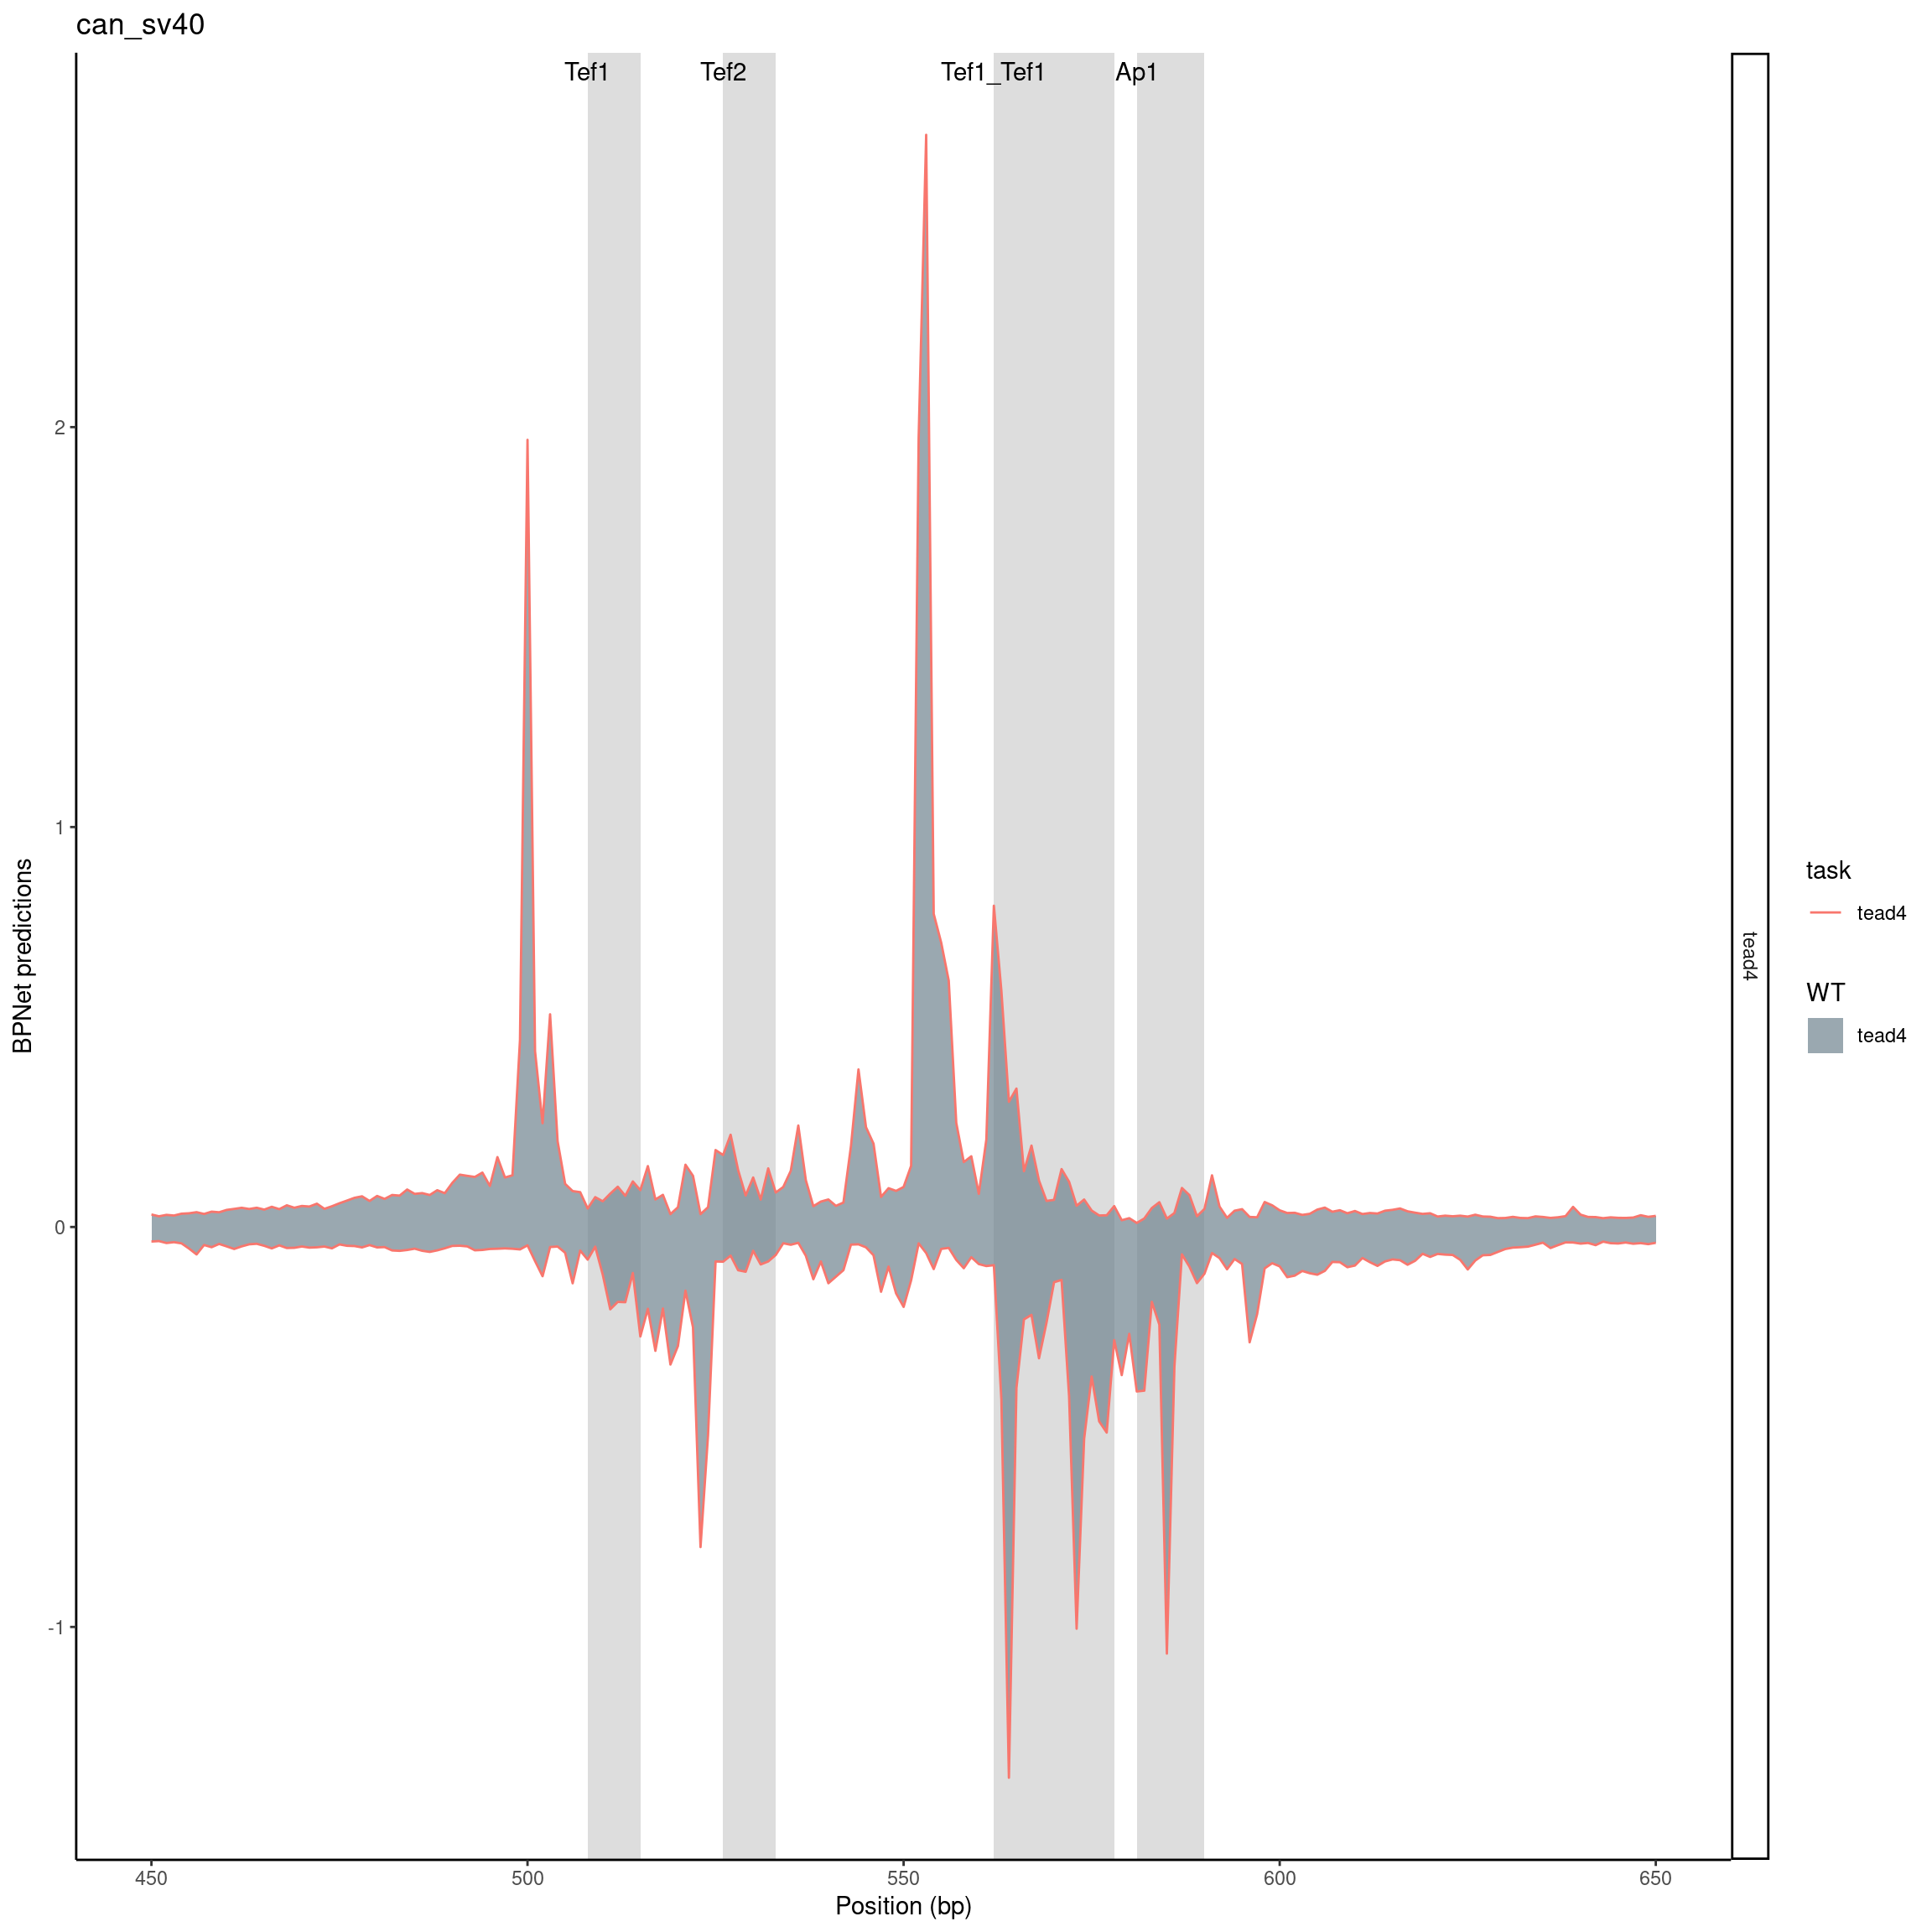 can_sv40
Tef1 Tef2 Tef1_Tef1 Ap1
2
1
0
-1
BPNet predictions
450 500 550 600 650
Position (bp)
tead4
task
tead4
WT
tead4